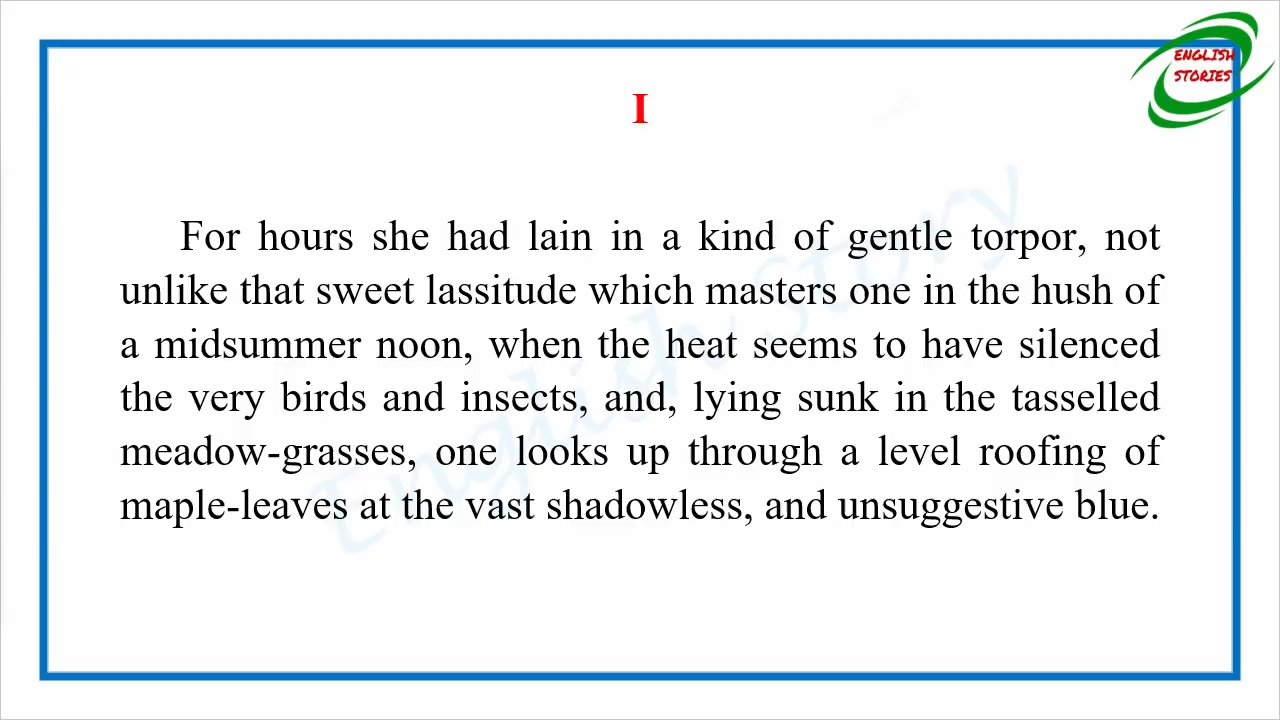 ENGLISH
STORIES
I
For hours she had lain in a kind of gentle torpor, not
unlike that sweet lassitude which masters one in the hush of
a midsummer noon, when the heat seems to have silenced
the very birds and insects, and, lying sunk in the tasselled
meadow-grasses, one looks up through a level roofing of
maple-leaves at the vast shadowless, and unsuggestive blue.
English Story